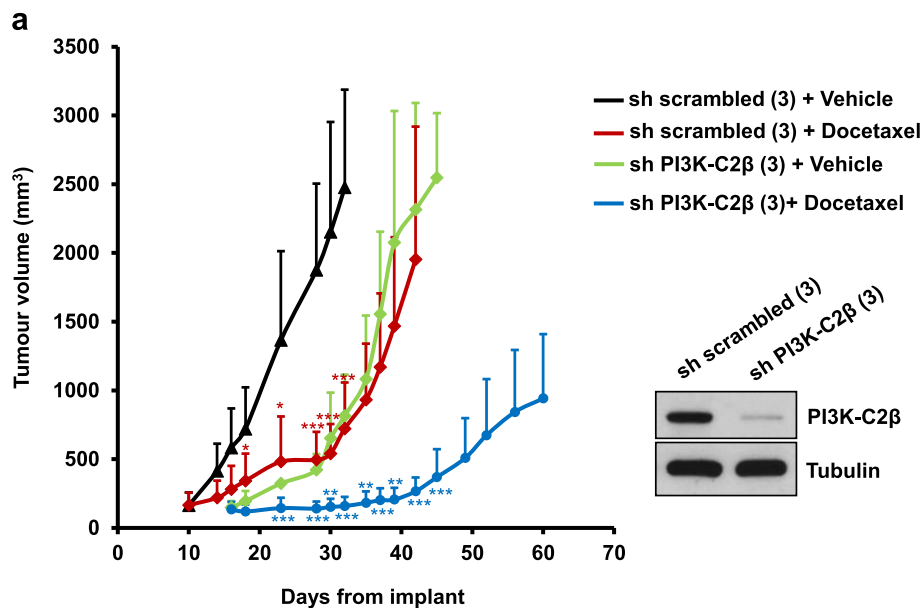 a
3500
3000
2500
2000
1500
1000
500
0
Tumour volume (mm³)
0 10 20 30 40 50 60 70
Days from implant
sh scrambled (3) + Vehicle
sh scrambled (3) + Docetaxel
sh PI3K-C2β (3) + Vehicle
sh PI3K-C2β (3)+ Docetaxel
* * *** *** ***
*** *** ** *** ** *** ** *** ***
sh scrambled (3)
sh PI3K-C2β (3)
PI3K-C2β
Tubulin